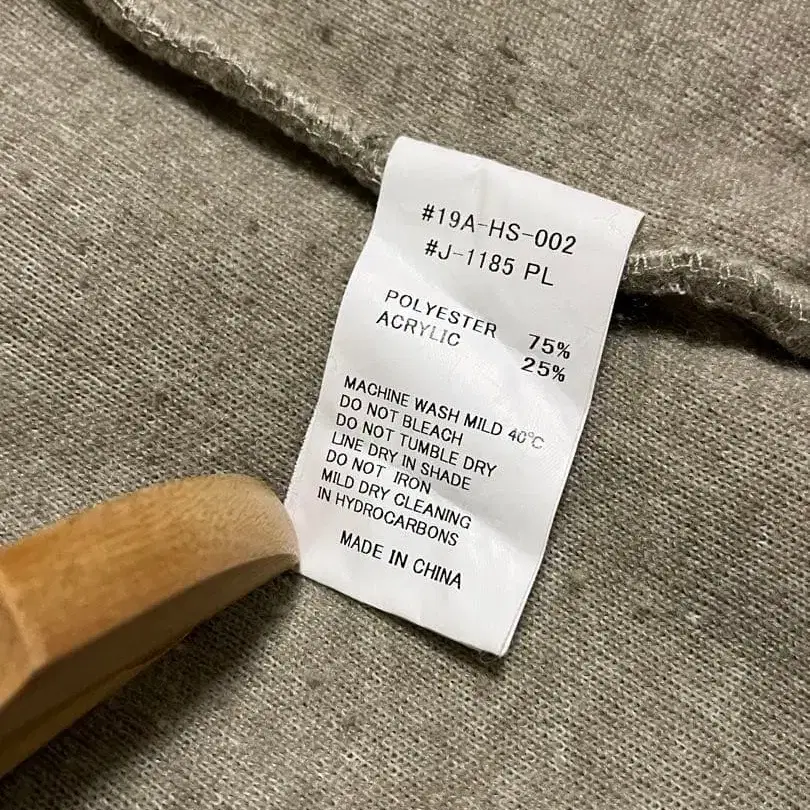 #19A-HS-002
#J-1185 PL
POLYESTER 75%
ACRYLIC 25%
MACHINE WASH MILD 40℃
DO NOT BLEACH
DO NOT TUMBLE DRY
LINE DRY IN SHADE
DO NOT IRON
MILD DRY CLEANING
IN HYDROCARBONS
MADE IN CHINA